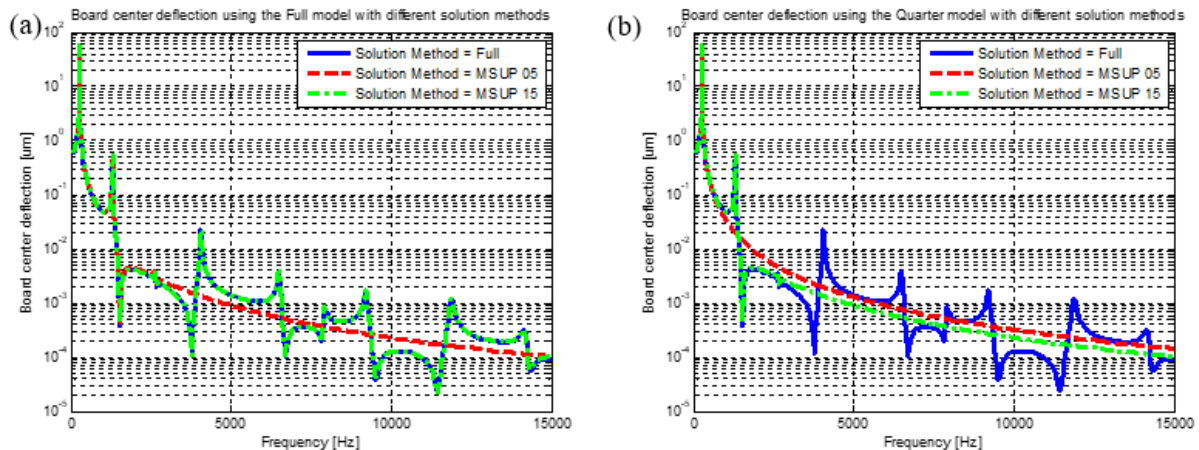 (a)
Board center deflection using the Full model with different solution methods
Solution Method = Full
Solution Method = MSUP 05
Solution Method = MSUP 15
Board center deflection [um]
10^2
10^1
10^0
10^-1
10^-2
10^-3
10^-4
10^-5
0
5000
10000
15000
Frequency [Hz]
(b)
Board center deflection using the Quarter model with different solution methods
Solution Method = Full
Solution Method = MSUP 05
Solution Method = MSUP 15
Board center deflection [um]
10^2
10^1
10^0
10^-1
10^-2
10^-3
10^-4
10^-5
0
5000
10000
15000
Frequency [Hz]